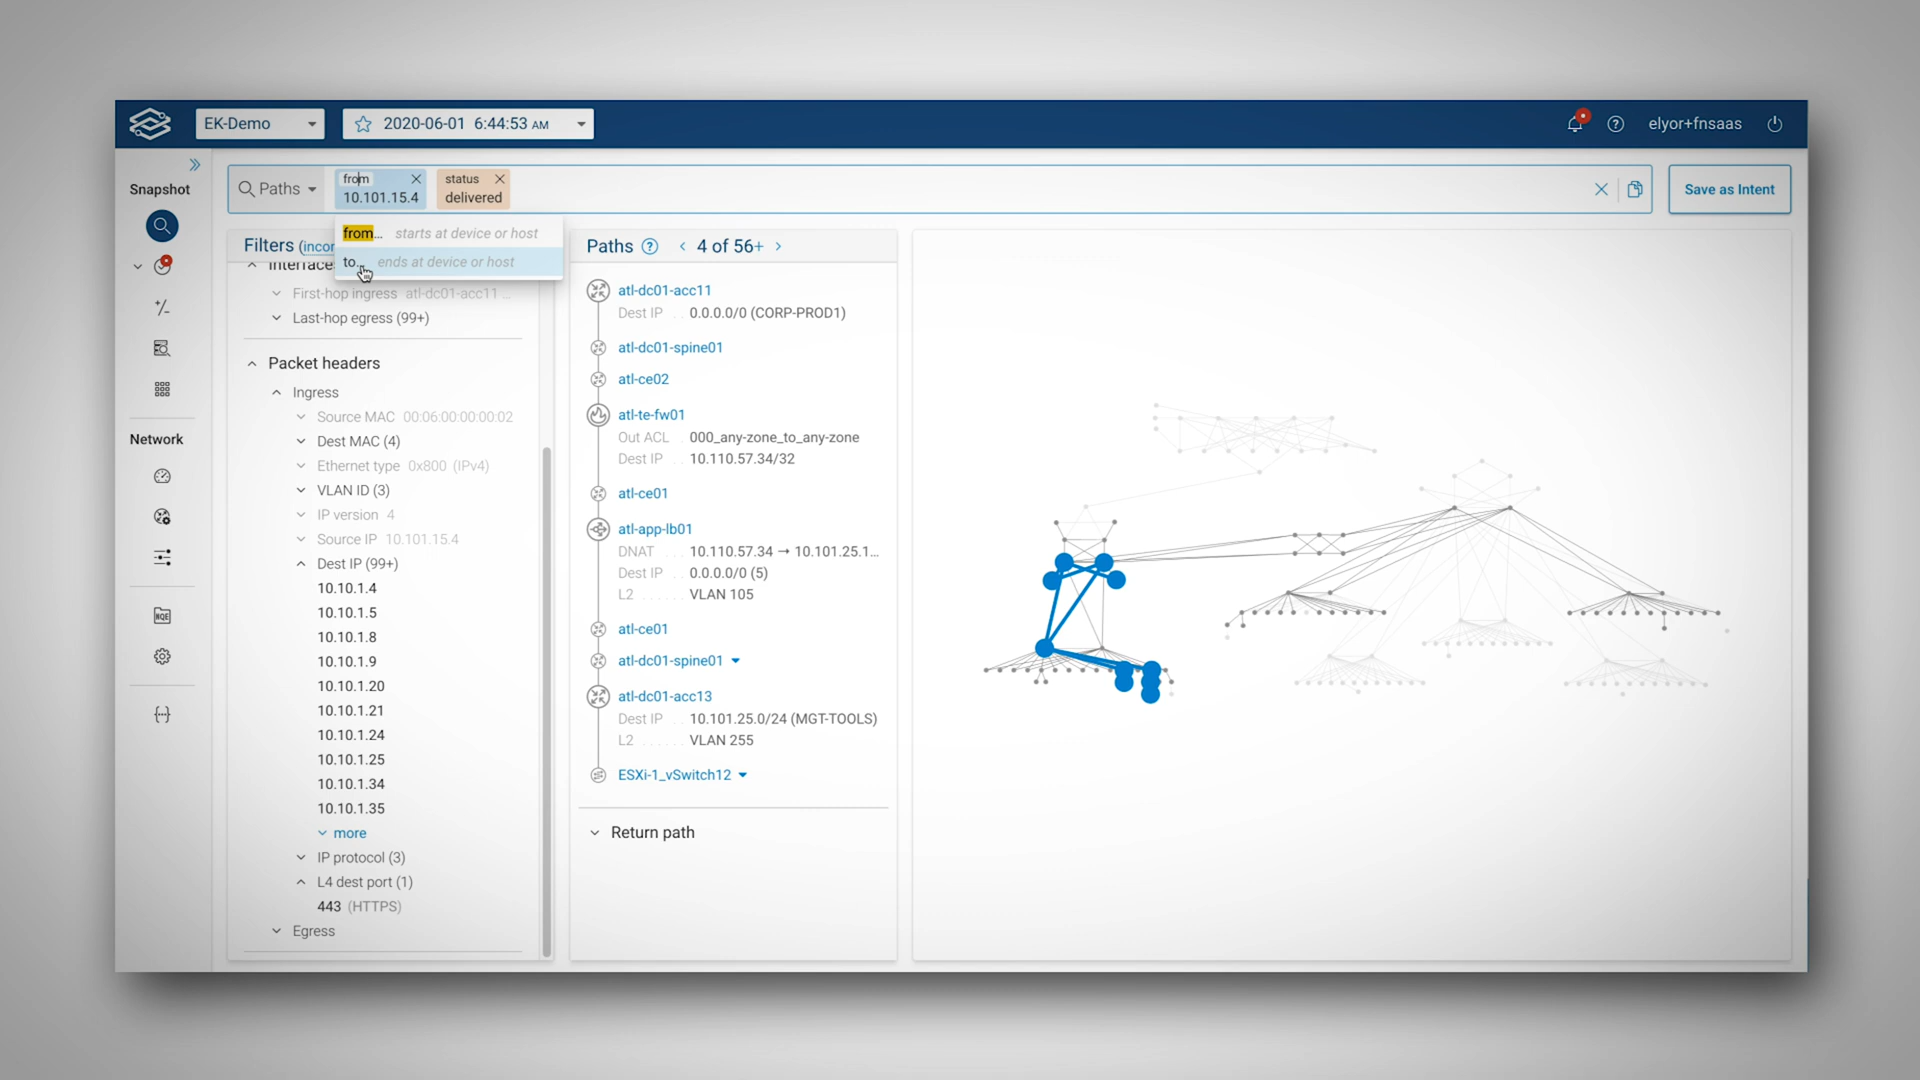 EK-Demo
2020-06-01 6:44:53 AM
elyor+fnsaas
Snapshot
Network
NQE
Paths
from
10.101.15.4
status
delivered
Save as Intent
from... starts at device or host
to... ends at device or host
Filters (incom
Interfaces
First-hop ingress atl-dc01-acc11 ...
Last-hop egress (99+)
Packet headers
Ingress
Source MAC 00:06:00:00:00:02
Dest MAC (4)
Ethernet type 0x800 (IPv4)
VLAN ID (3)
IP version 4
Source IP 10.101.15.4
Dest IP (99+)
10.10.1.4
10.10.1.5
10.10.1.8
10.10.1.9
10.10.1.20
10.10.1.21
10.10.1.24
10.10.1.25
10.10.1.34
10.10.1.35
more
IP protocol (3)
L4 dest port (1)
443 (HTTPS)
Egress
Paths ? < 4 of 56+ >
atl-dc01-acc11
Dest IP 0.0.0.0/0 (CORP-PROD1)
atl-dc01-spine01
atl-ce02
atl-te-fw01
Out ACL 000_any-zone_to_any-zone
Dest IP 10.110.57.34/32
atl-ce01
atl-app-lb01
DNAT 10.110.57.34 → 10.101.25.1...
Dest IP 0.0.0.0/0 (5)
L2 VLAN 105
atl-ce01
atl-dc01-spine01
atl-dc01-acc13
Dest IP 10.101.25.0/24 (MGT-TOOLS)
L2 VLAN 255
ESXi-1_vSwitch12
Return path